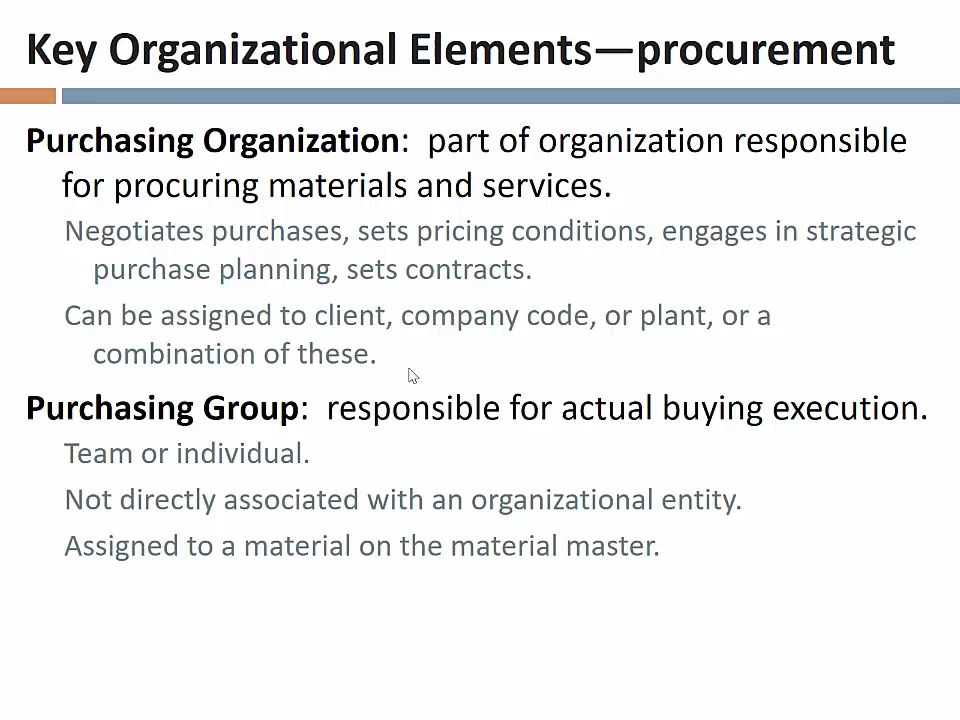 Key Organizational Elements—procurement
Purchasing Organization:  part of organization responsible
for procuring materials and services.
Negotiates purchases, sets pricing conditions, engages in strategic
purchase planning, sets contracts.
Can be assigned to client, company code, or plant, or a
combination of these.
Purchasing Group:  responsible for actual buying execution.
Team or individual.
Not directly associated with an organizational entity.
Assigned to a material on the material master.